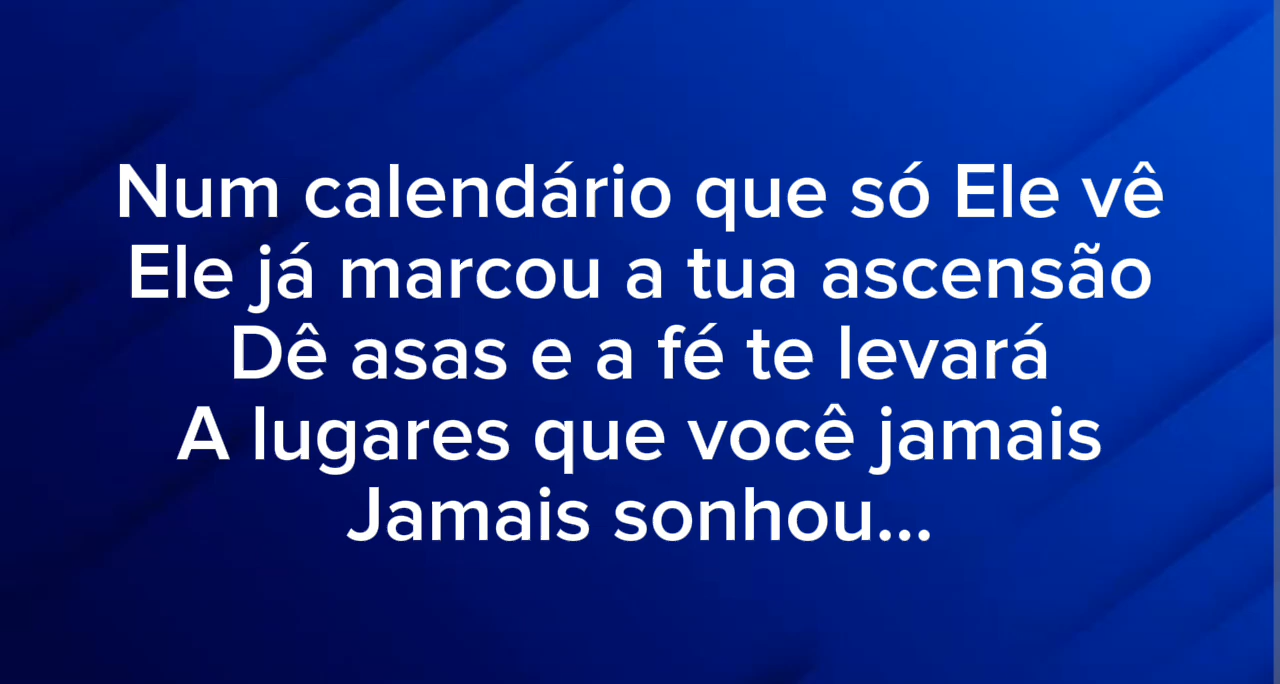 Num calendário que só Ele vê
Ele já marcou a tua ascensão
Dê asas e a fé te levará
A lugares que você jamais
Jamais sonhou...